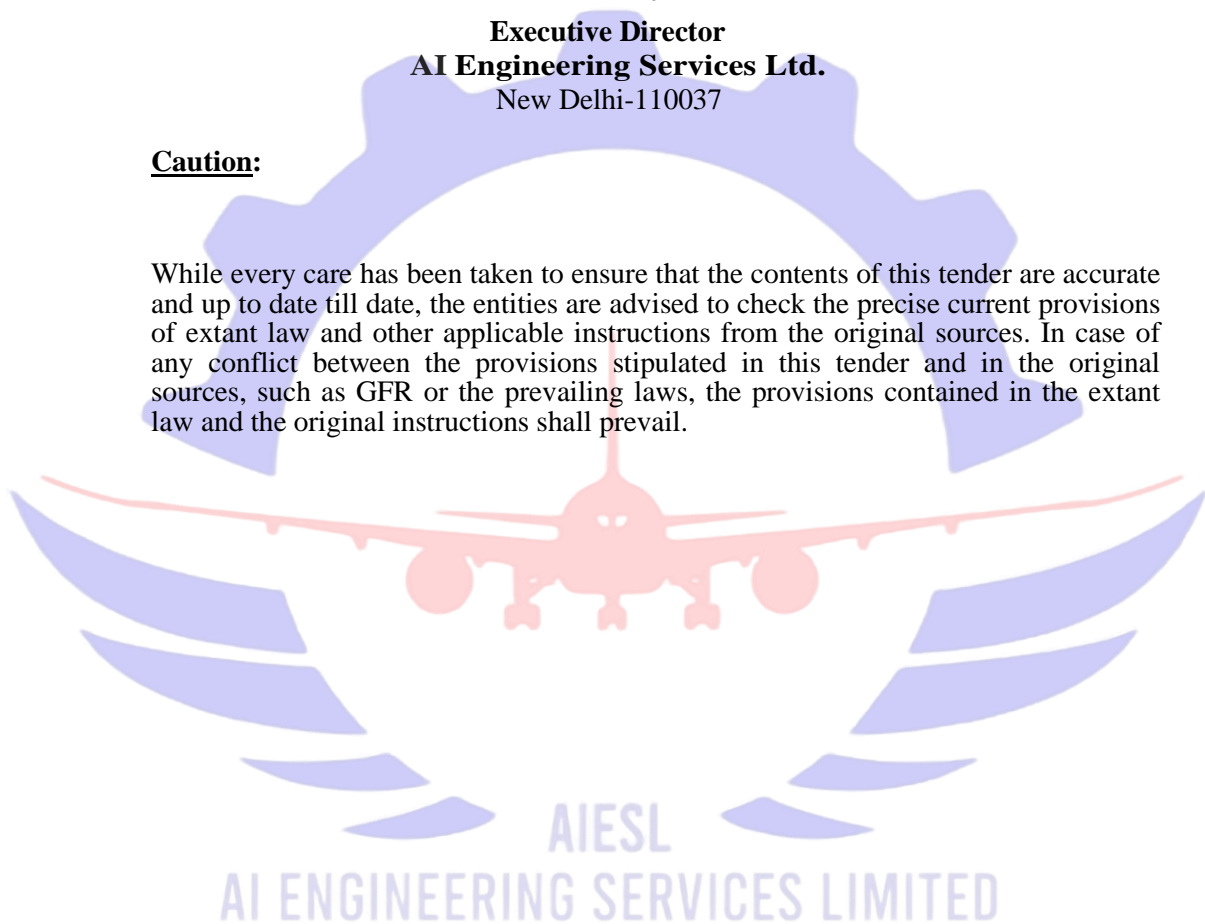 Executive Director
AI Engineering Services Ltd.
New Delhi-110037
Caution:
While every care has been taken to ensure that the contents of this tender are accurate
and up to date till date, the entities are advised to check the precise current provisions
of extant law and other applicable instructions from the original sources. In case of
any conflict between the provisions stipulated in this tender and in the original
sources, such as GFR or the prevailing laws, the provisions contained in the extant
law and the original instructions shall prevail.
AIESL
AI ENGINEERING SERVICES LIMITED